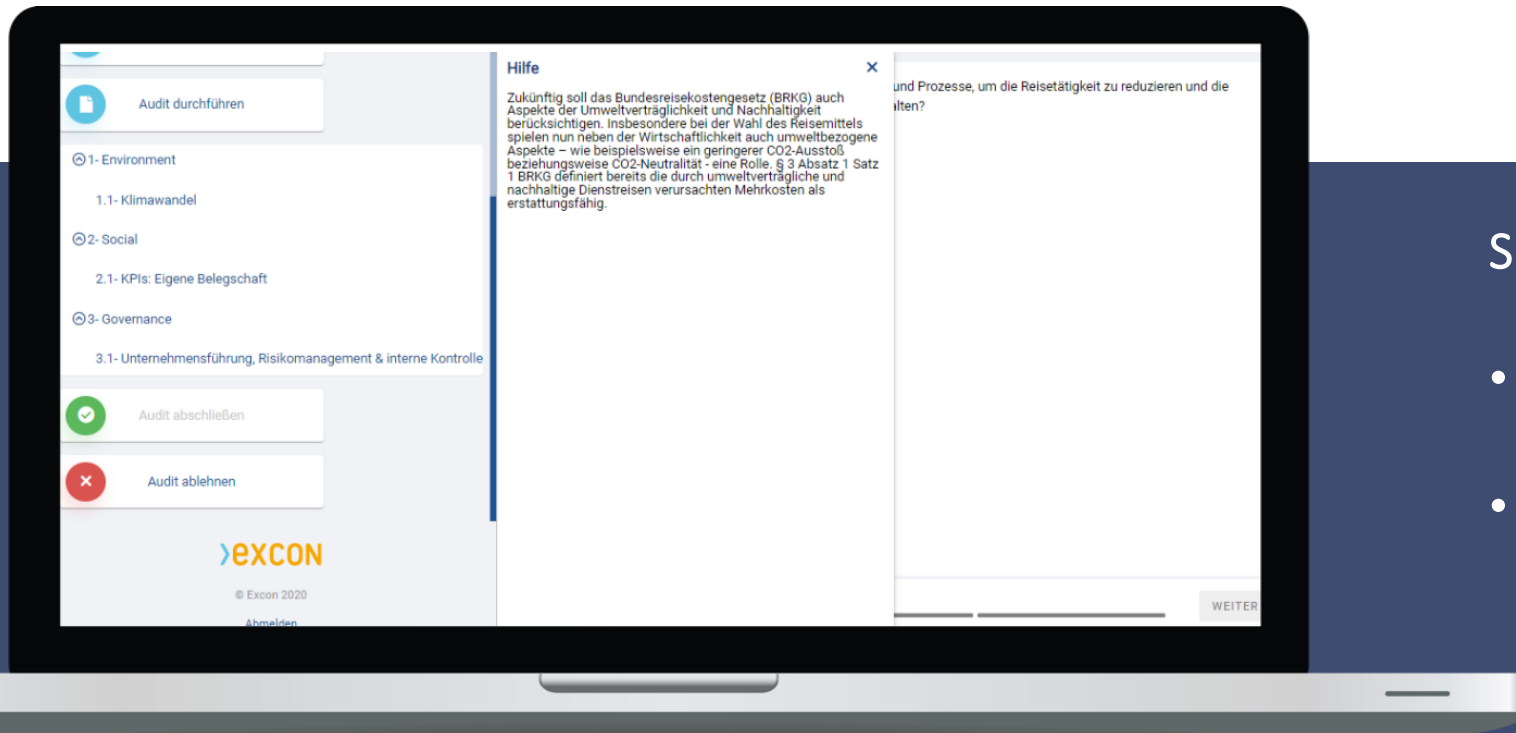 Audit durchführen
1- Environment
1.1- Klimawandel
2- Social
2.1- KPIs: Eigene Belegschaft
3- Governance
3.1- Unternehmensführung, Risikomanagement & interne Kontrolle
Audit abschließen
Audit ablehnen
excon
© Excon 2020
Abmelden
Hilfe
Zukünftig soll das Bundesreisekostengesetz (BRKG) auch
Aspekte der Umweltverträglichkeit und Nachhaltigkeit
berücksichtigen. Insbesondere bei der Wahl des Reisemittels
spielen nun neben der Wirtschaftlichkeit auch umweltbezogene
Aspekte – wie beispielsweise ein geringerer CO2-Ausstoß
beziehungsweise CO2-Neutralität - eine Rolle. § 3 Absatz 1 Satz
1 BRKG definiert bereits die durch umweltverträgliche und
nachhaltige Dienstreisen verursachten Mehrkosten als
erstattungsfähig.
und Prozesse, um die Reisetätigkeit zu reduzieren und die
WEITER
S